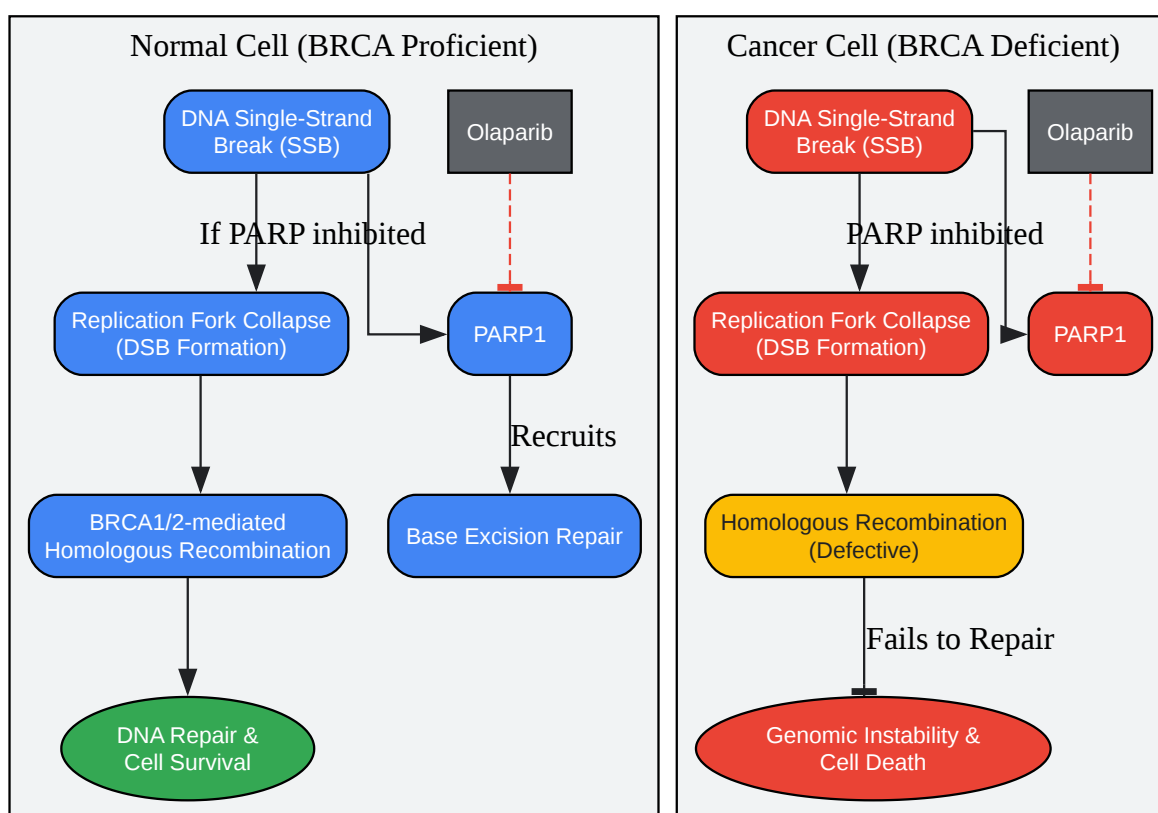 Normal Cell (BRCA Proficient)
DNA Single-Strand
Break (SSB)
Olaparib
If PARP inhibited
Replication Fork Collapse
(DSB Formation)
PARP1
Recruits
BRCA1/2-mediated
Homologous Recombination
Base Excision Repair
DNA Repair &
Cell Survival
Cancer Cell (BRCA Deficient)
DNA Single-Strand
Break (SSB)
Olaparib
PARP inhibited
Replication Fork Collapse
(DSB Formation)
PARP1
Homologous Recombination
(Defective)
Fails to Repair
Genomic Instability &
Cell Death